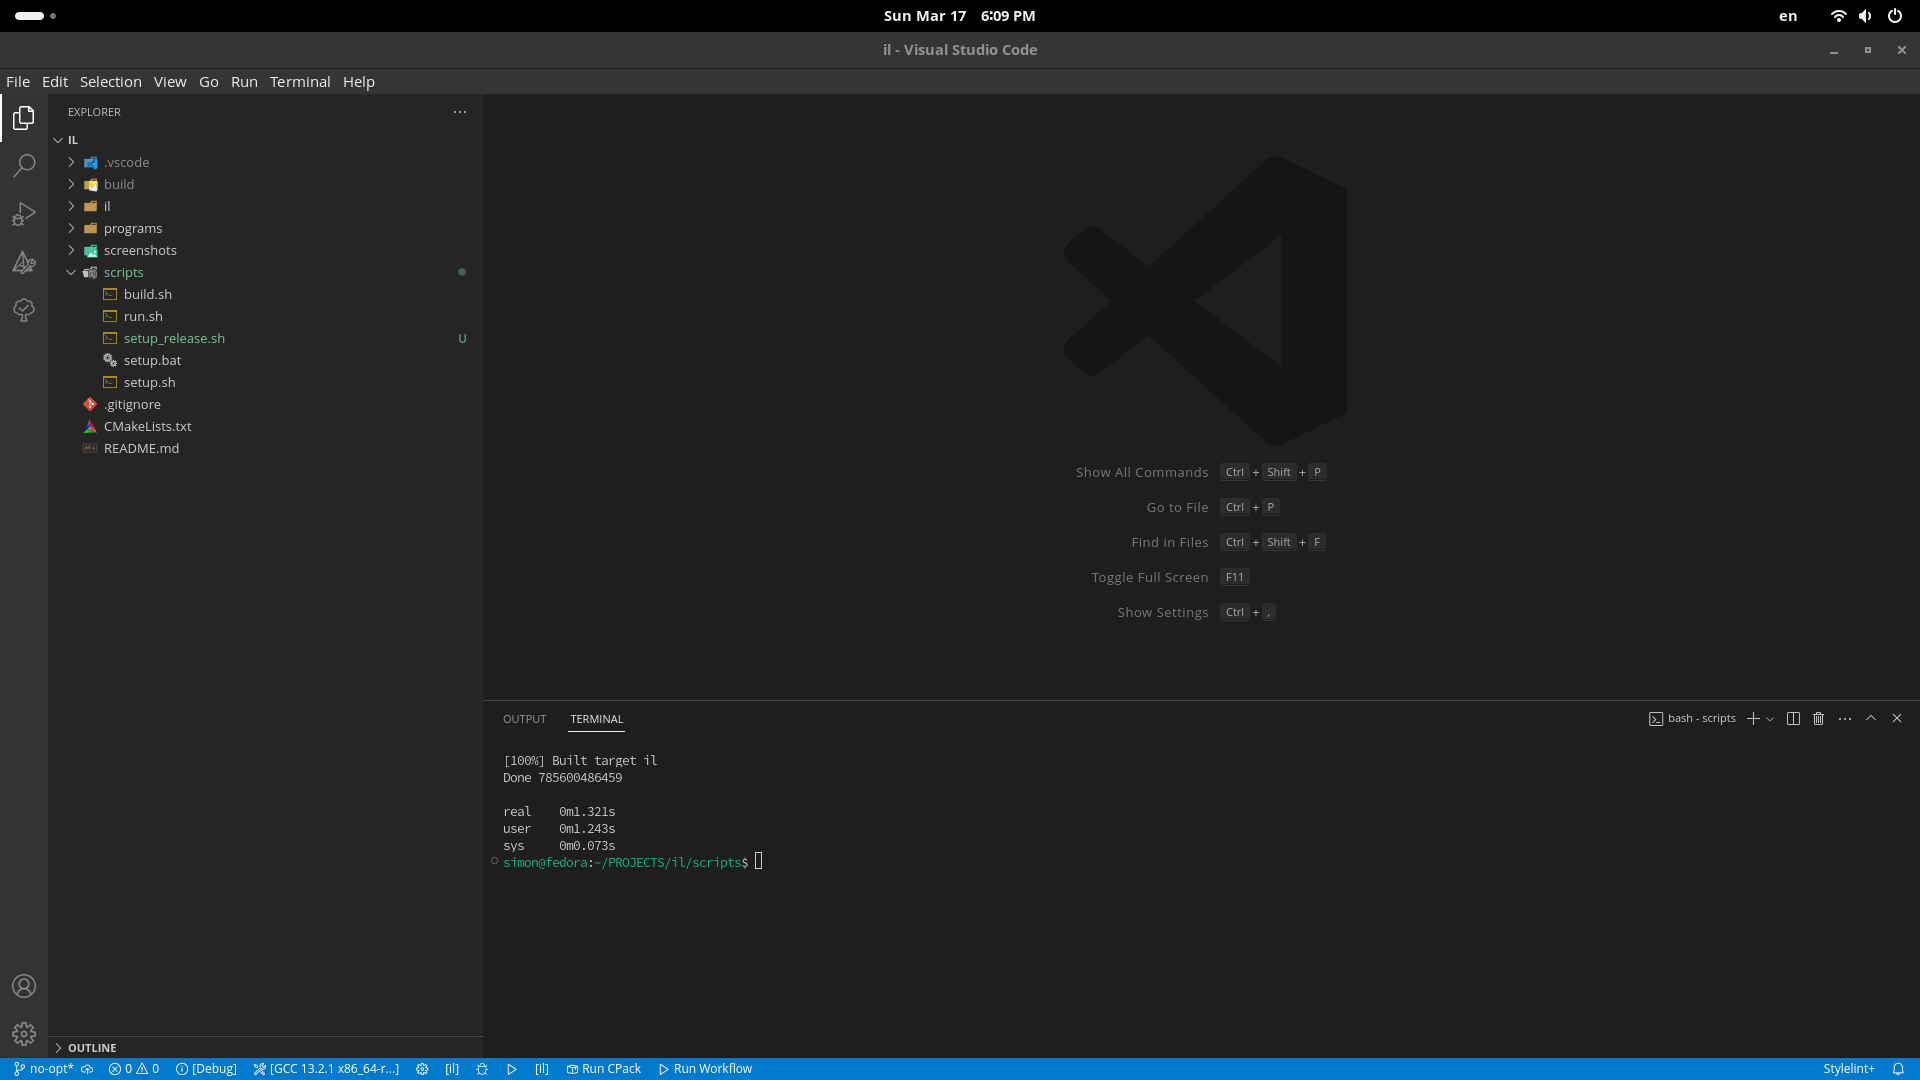 Sun Mar 17 6:09 PM
en
il - Visual Studio Code
File Edit Selection View Go Run Terminal Help
EXPLORER
IL
.vscode
build
il
programs
screenshots
scripts
build.sh
run.sh
setup_release.sh U
setup.bat
setup.sh
.gitignore
CMakeLists.txt
README.md
OUTLINE
Show All Commands Ctrl + Shift + P
Go to File Ctrl + P
Find in Files Ctrl + Shift + F
Toggle Full Screen F11
Show Settings Ctrl + ,
OUTPUT TERMINAL
bash - scripts
[100%] Built target il
Done 785600486459
real 0m1.321s
user 0m1.243s
sys 0m0.073s
simon@fedora:~/PROJECTS/il/scripts$
no-opt* 0 0 [Debug] [GCC 13.2.1 x86_64-r...] [il] [il] Run CPack Run Workflow Stylelint+